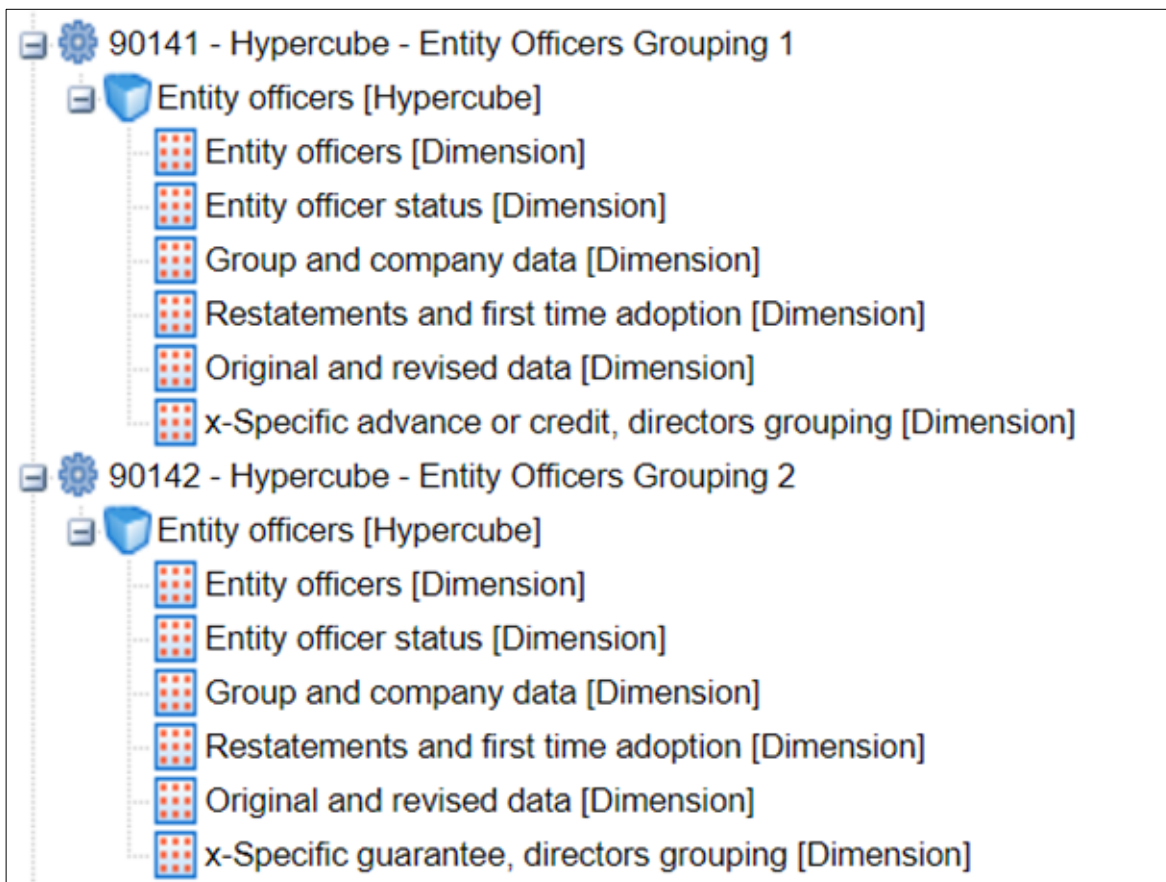 90141 - Hypercube - Entity Officers Grouping 1
Entity officers [Hypercube]
Entity officers [Dimension]
Entity officer status [Dimension]
Group and company data [Dimension]
Restatements and first time adoption [Dimension]
Original and revised data [Dimension]
x-Specific advance or credit, directors grouping [Dimension]
90142 - Hypercube - Entity Officers Grouping 2
Entity officers [Hypercube]
Entity officers [Dimension]
Entity officer status [Dimension]
Group and company data [Dimension]
Restatements and first time adoption [Dimension]
Original and revised data [Dimension]
x-Specific guarantee, directors grouping [Dimension]